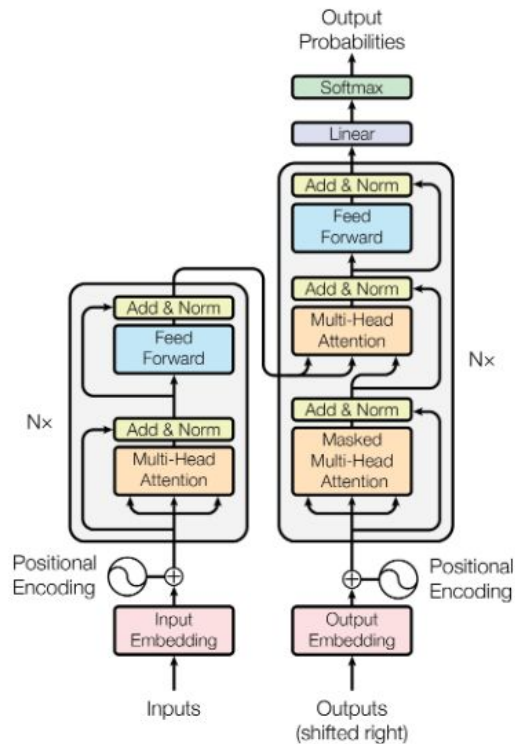 Output
Probabilities
Softmax
Linear
Add & Norm
Feed
Forward
Add & Norm
Multi-Head
Attention
Add & Norm
Masked
Multi-Head
Attention
Nx
Positional
Encoding
Output
Embedding
Outputs
(shifted right)
Add & Norm
Feed
Forward
Add & Norm
Multi-Head
Attention
Nx
Positional
Encoding
Input
Embedding
Inputs